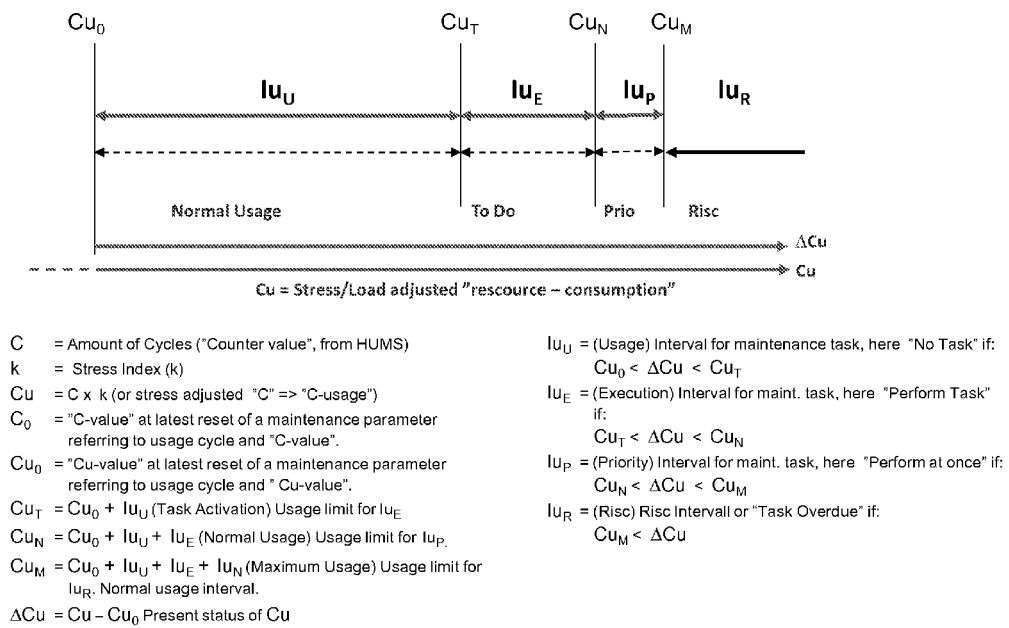 Cu0 CuT CuN CuM
IuU IuE IuP IuR
Normal Usage To Do Prio Risc
ΔCu
Cu
Cu = Stress/Load adjusted "rescource – consumption"
C = Amount of Cycles ("Counter value", from HUMS)
k = Stress Index (k)
Cu = C x k (or stress adjusted "C" => "C-usage")
C0 = "C-value" at latest reset of a maintenance parameter
referring to usage cycle and "C-value".
Cu0 = "Cu-value" at latest reset of a maintenance parameter
referring to usage cycle and " Cu-value".
CuT = Cu0 + IuU (Task Activation) Usage limit for IuE
CuN = Cu0 + IuU + IuE (Normal Usage) Usage limit for IuP.
CuM = Cu0 + IuU + IuE + IuN (Maximum Usage) Usage limit for
IuR. Normal usage interval.
ΔCu = Cu – Cu0 Present status of Cu
IuU = (Usage) Interval for maintenance task, here "No Task" if:
Cu0 < ΔCu < CuT
IuE = (Execution) Interval for maint. task, here "Perform Task"
if:
CuT < ΔCu < CuN
IuP = (Priority) Interval for maint. task, here "Perform at once" if:
CuN < ΔCu < CuM
IuR = (Risc) Risc Intervall or "Task Overdue" if:
CuM < ΔCu